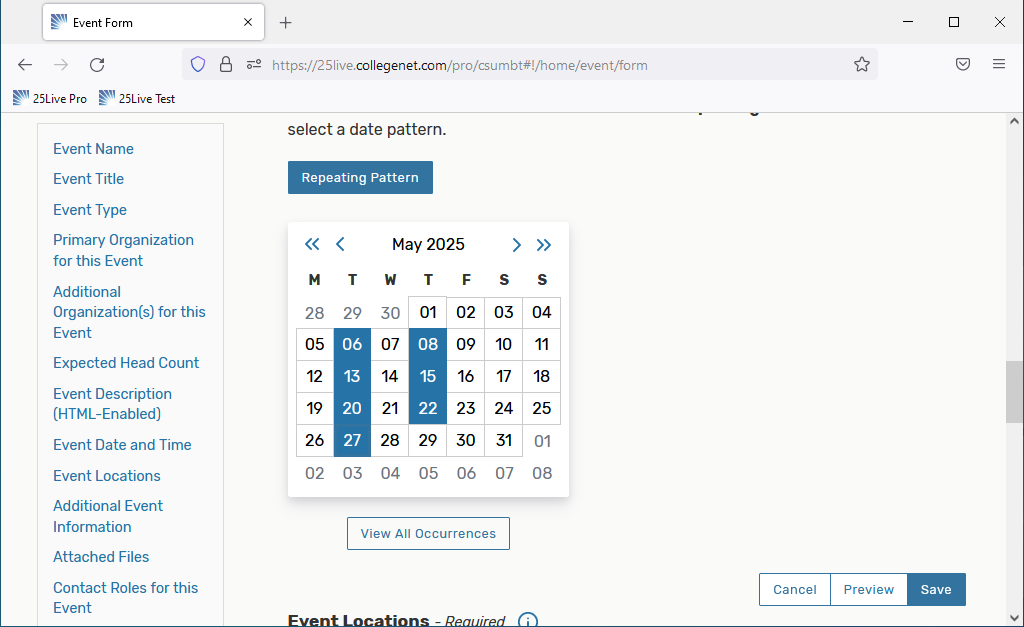 Event Form
https://25live.collegenet.com/pro/csumbt#!/home/event/form
25Live Pro 25Live Test
Event Name
Event Title
Event Type
Primary Organization
for this Event
Additional
Organization(s) for this
Event
Expected Head Count
Event Description
(HTML-Enabled)
Event Date and Time
Event Locations
Additional Event
Information
Attached Files
Contact Roles for this
Event
select a date pattern.
Repeating Pattern
May 2025
M T W T F S S
28 29 30 01 02 03 04
05 06 07 08 09 10 11
12 13 14 15 16 17 18
19 20 21 22 23 24 25
26 27 28 29 30 31 01
02 03 04 05 06 07 08
View All Occurrences
Cancel Preview Save
Event Locations - Required